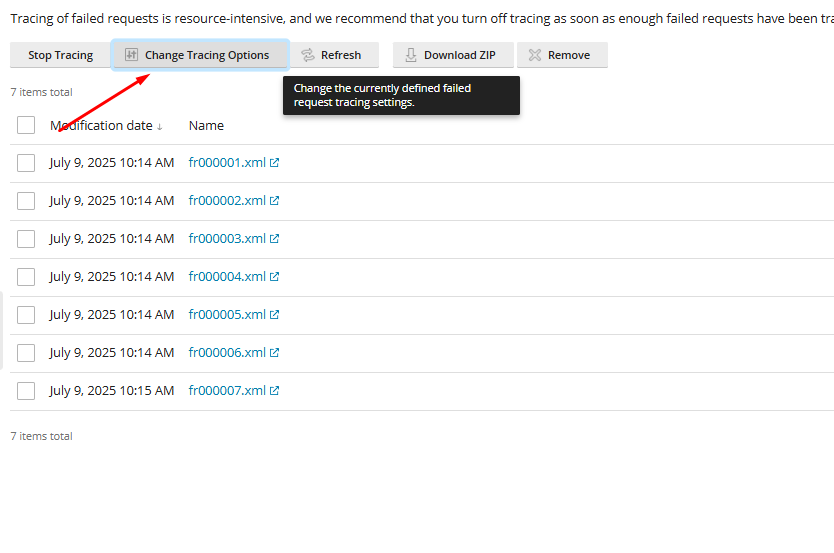 Tracing of failed requests is resource-intensive, and we recommend that you turn off tracing as soon as enough failed requests have been tra
Stop Tracing Change Tracing Options Refresh Download ZIP Remove
Change the currently defined failed
request tracing settings.
7 items total
Modification date ↓ Name
July 9, 2025 10:14 AM fr000001.xml
July 9, 2025 10:14 AM fr000002.xml
July 9, 2025 10:14 AM fr000003.xml
July 9, 2025 10:14 AM fr000004.xml
July 9, 2025 10:14 AM fr000005.xml
July 9, 2025 10:14 AM fr000006.xml
July 9, 2025 10:15 AM fr000007.xml
7 items total